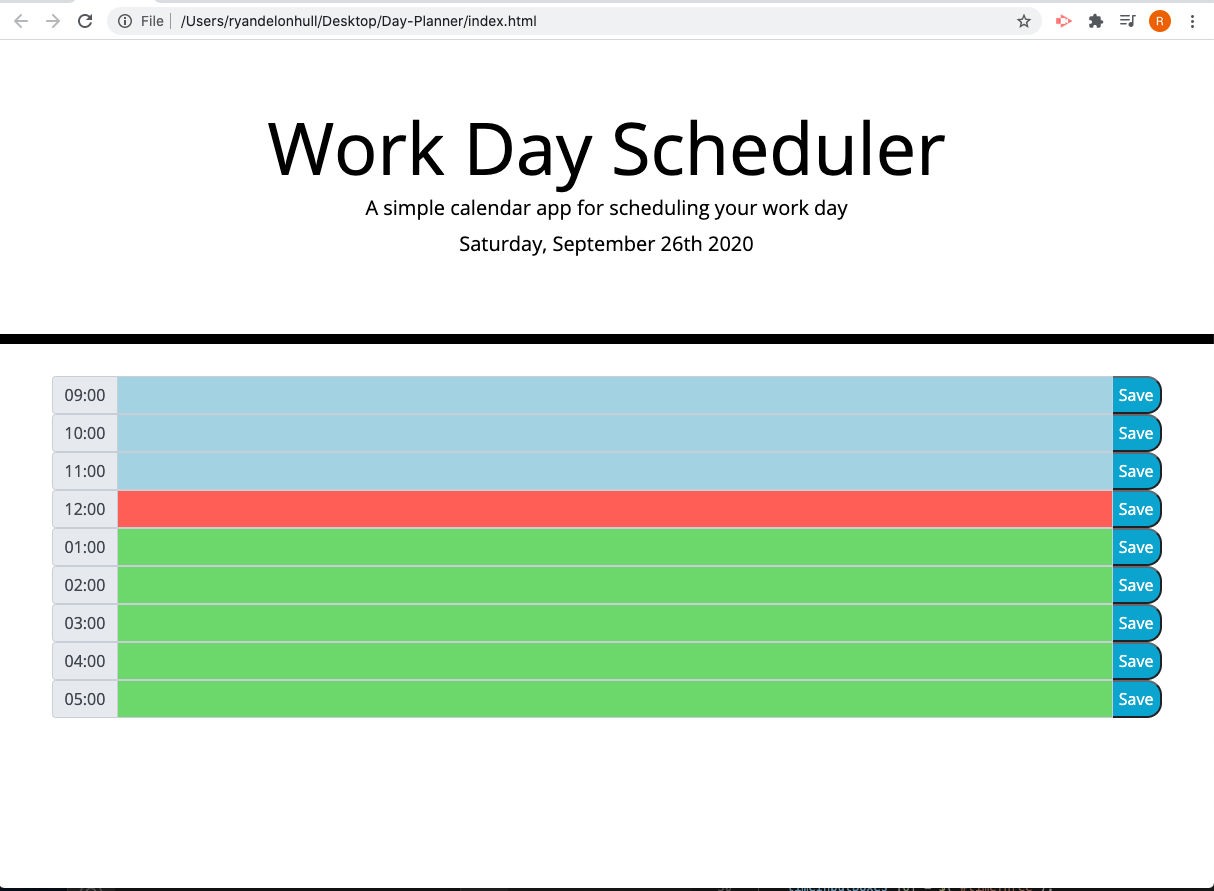 File /Users/ryandelonhull/Desktop/Day-Planner/index.html R
Work Day Scheduler
A simple calendar app for scheduling your work day
Saturday, September 26th 2020
09:00 Save
10:00 Save
11:00 Save
12:00 Save
01:00 Save
02:00 Save
03:00 Save
04:00 Save
05:00 Save